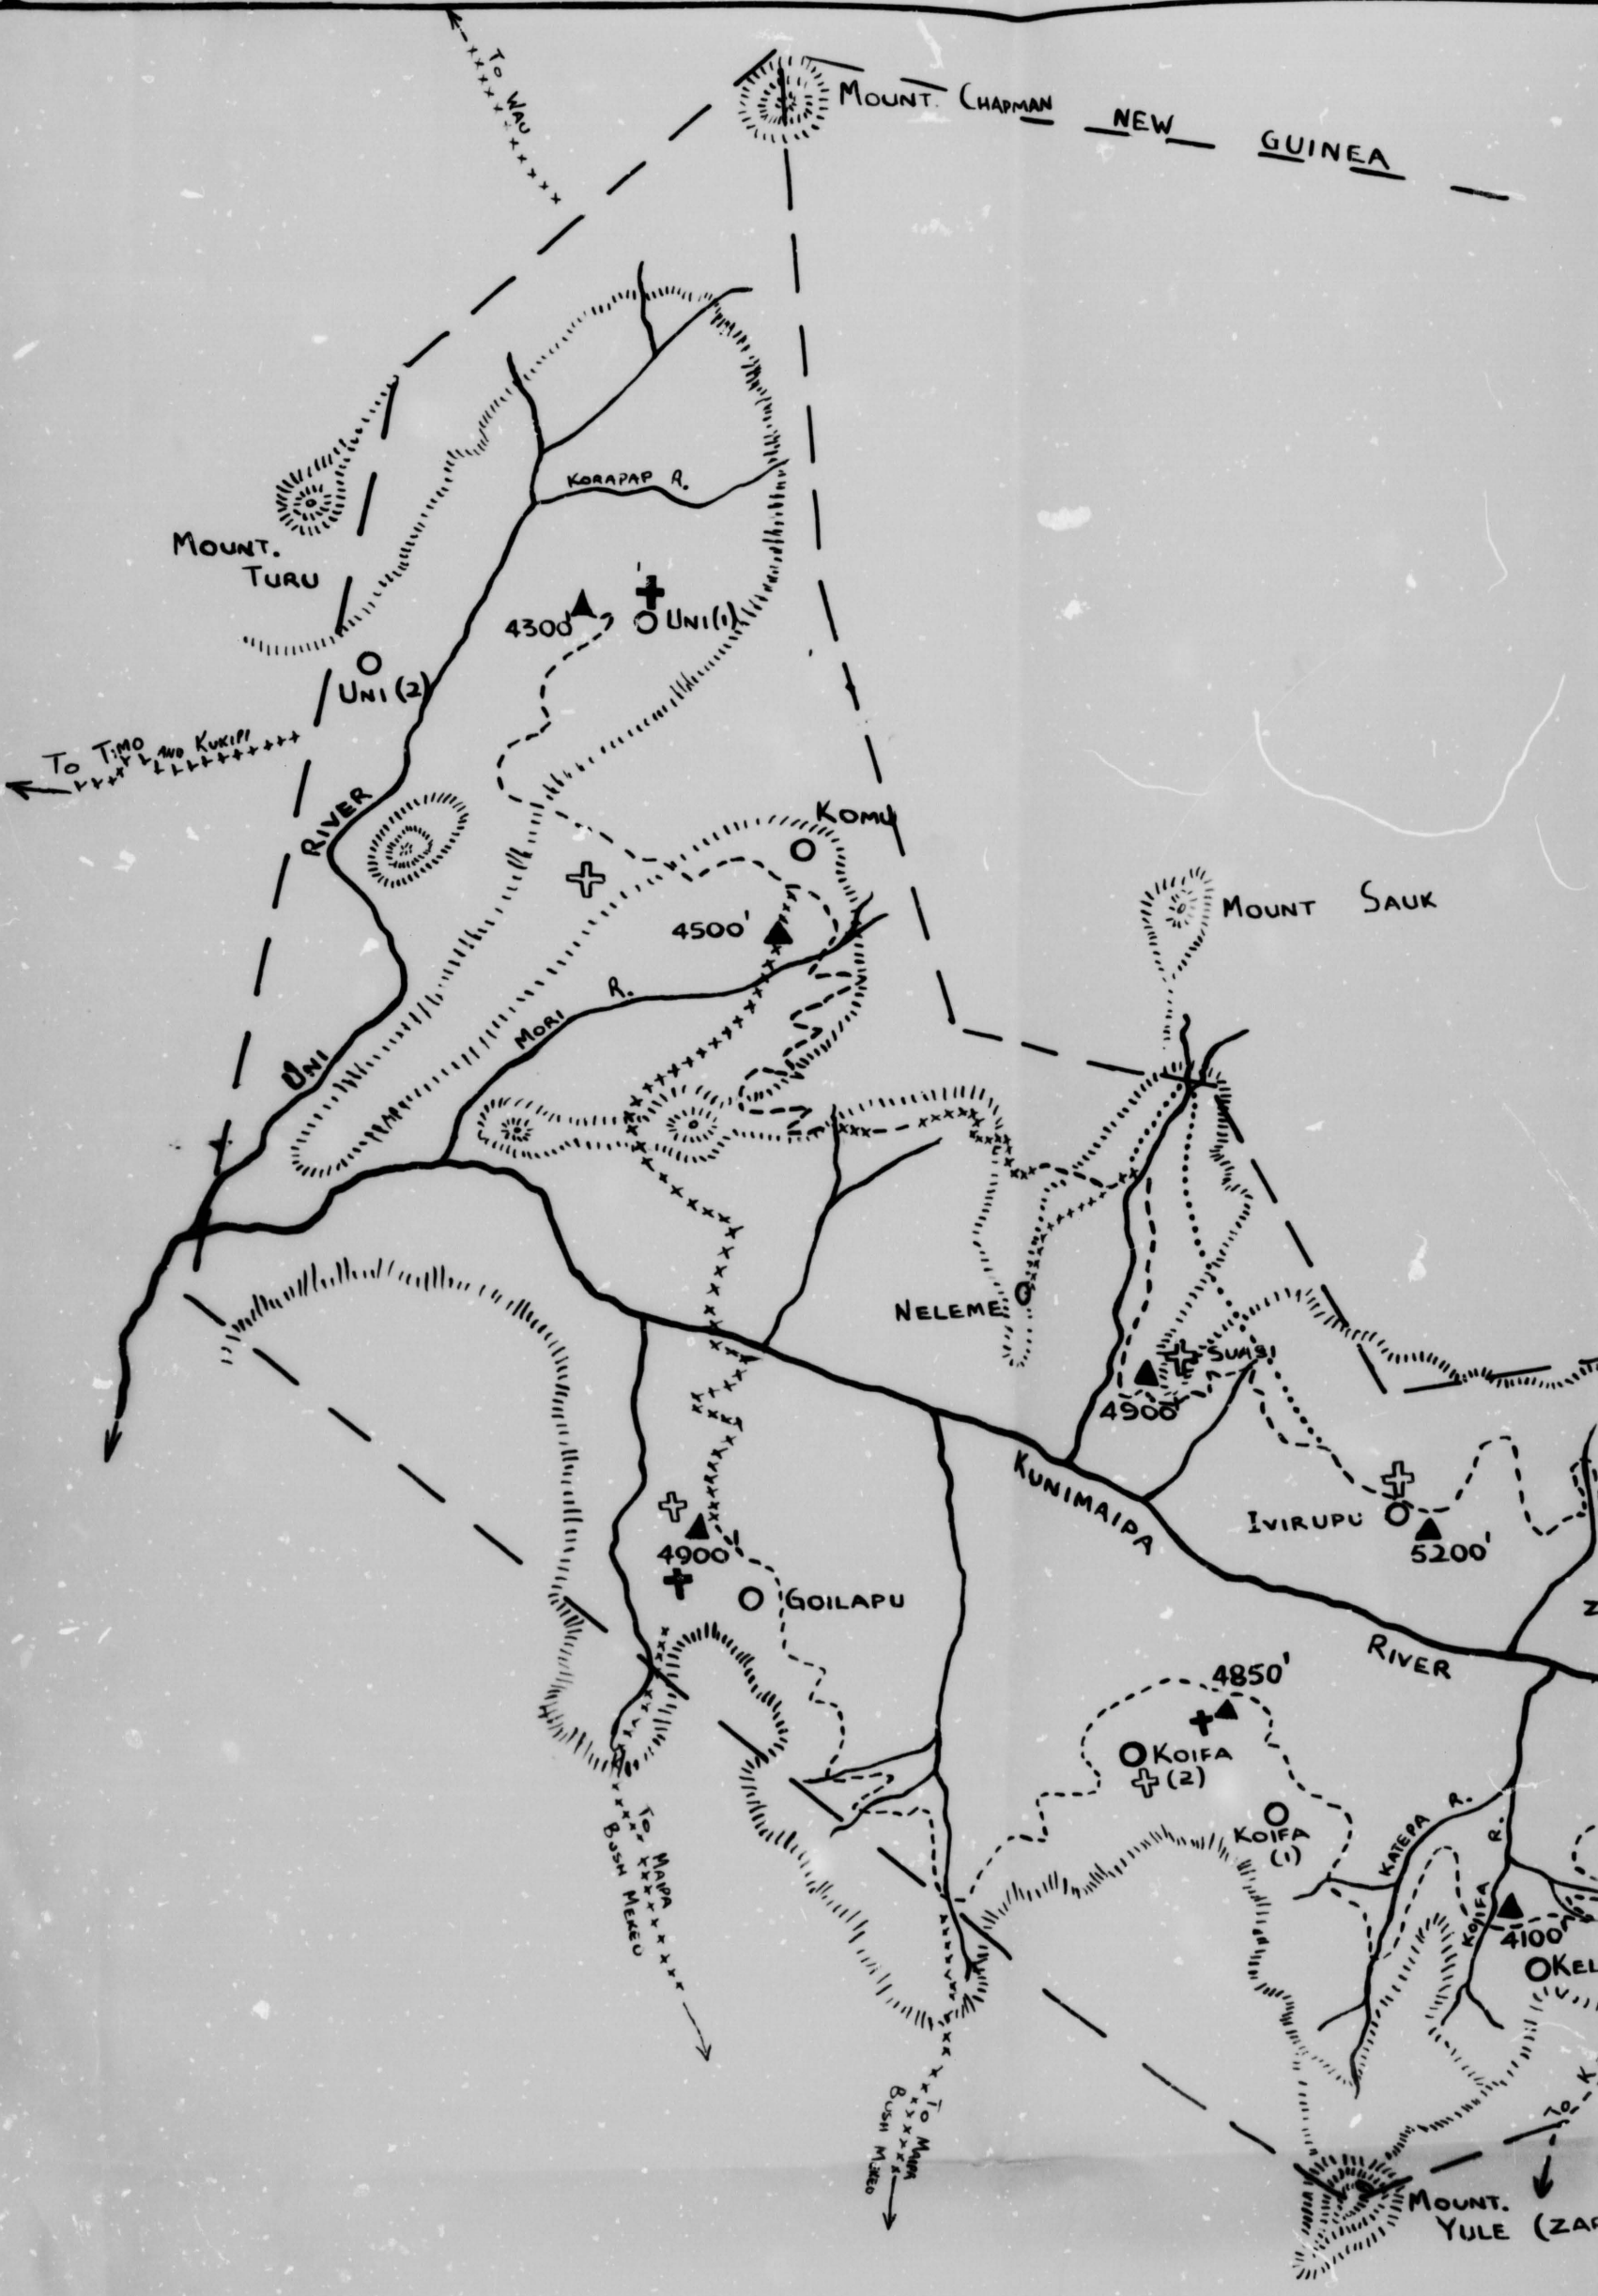 To WAU
MOUNT. CHAPMAN
NEW GUINEA
KORAPAP R.
MOUNT.
TURU
4300'
UNI(1)
UNI(2)
To TIMO AND KUKIPI
RIVER
KOMU
4500'
MOUNT SAUK
MORI R.
UNI
NELEME
SUASI
4900'
KUNIMAIPA
IVIRUPU
5200'
4900'
GOILAPU
RIVER
4850'
KOIFA
(2)
KOIFA
(1)
KATEPA R.
R.
KOIFA
4100'
To MAIPA
BUSH MEKEO
To MAIPA
BUSH MEKEO
To
MOUNT.
YULE